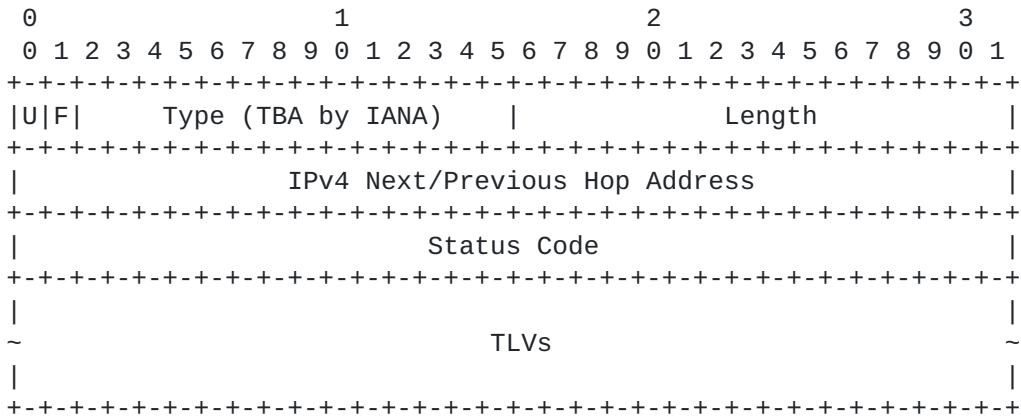 0                   1                   2                   3
 0 1 2 3 4 5 6 7 8 9 0 1 2 3 4 5 6 7 8 9 0 1 2 3 4 5 6 7 8 9 0 1
+-+-+-+-+-+-+-+-+-+-+-+-+-+-+-+-+-+-+-+-+-+-+-+-+-+-+-+-+-+-+-+-+
|U|F|     Type (TBA by IANA)    |             Length            |
+-+-+-+-+-+-+-+-+-+-+-+-+-+-+-+-+-+-+-+-+-+-+-+-+-+-+-+-+-+-+-+-+
|                 IPv4 Next/Previous Hop Address                |
+-+-+-+-+-+-+-+-+-+-+-+-+-+-+-+-+-+-+-+-+-+-+-+-+-+-+-+-+-+-+-+-+
|                          Status Code                          |
+-+-+-+-+-+-+-+-+-+-+-+-+-+-+-+-+-+-+-+-+-+-+-+-+-+-+-+-+-+-+-+-+
|                                                               |
~                              TLVs                             ~
|                                                               |
+-+-+-+-+-+-+-+-+-+-+-+-+-+-+-+-+-+-+-+-+-+-+-+-+-+-+-+-+-+-+-+-+